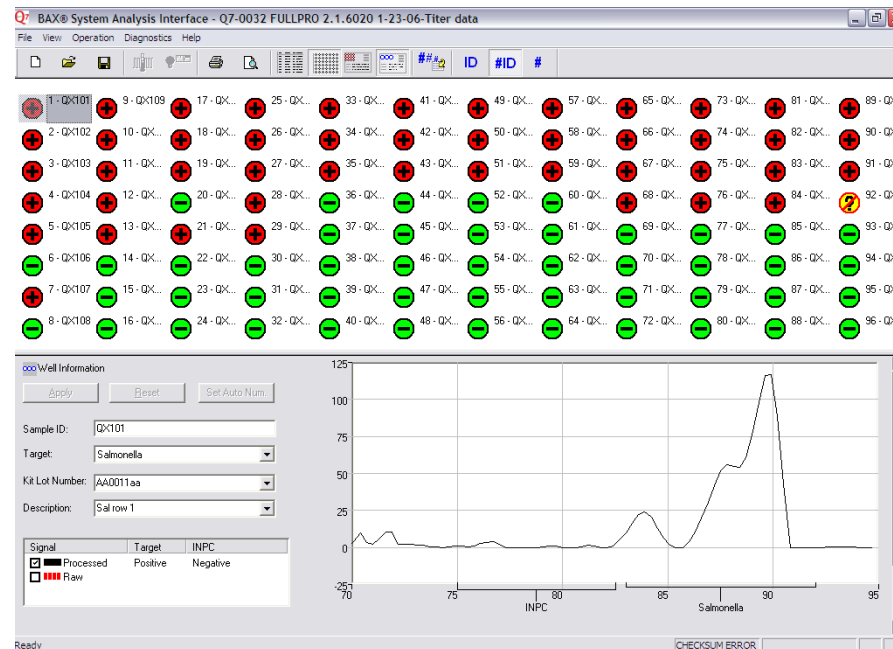 Q7 BAX® System Analysis Interface - Q7-0032 FULLPRO 2.1.6020 1-23-06-Titer data
File View Operation Diagnostics Help
##.# ID #ID #
1 - QX101 9 - QX109 17 - QX... 25 - QX... 33 - QX... 41 - QX... 49 - QX... 57 - QX... 65 - QX... 73 - QX... 81 - QX... 89 - Q
2 - QX102 10 - QX... 18 - QX... 26 - QX... 34 - QX... 42 - QX... 50 - QX... 58 - QX... 66 - QX... 74 - QX... 82 - QX... 90 - Q
3 - QX103 11 - QX... 19 - QX... 27 - QX... 35 - QX... 43 - QX... 51 - QX... 59 - QX... 67 - QX... 75 - QX... 83 - QX... 91 - Q
4 - QX104 12 - QX... 20 - QX... 28 - QX... 36 - QX... 44 - QX... 52 - QX... 60 - QX... 68 - QX... 76 - QX... 84 - QX... ? 92 - Q
5 - QX105 13 - QX... 21 - QX... 29 - QX... 37 - QX... 45 - QX... 53 - QX... 61 - QX... 69 - QX... 77 - QX... 85 - QX... 93 - Q
6 - QX106 14 - QX... 22 - QX... 30 - QX... 38 - QX... 46 - QX... 54 - QX... 62 - QX... 70 - QX... 78 - QX... 86 - QX... 94 - Q
7 - QX107 15 - QX... 23 - QX... 31 - QX... 39 - QX... 47 - QX... 55 - QX... 63 - QX... 71 - QX... 79 - QX... 87 - QX... 95 - Q
8 - QX108 16 - QX... 24 - QX... 32 - QX... 40 - QX... 48 - QX... 56 - QX... 64 - QX... 72 - QX... 80 - QX... 88 - QX... 96 - Q
Well Information
Apply Reset Set Auto Num.
Sample ID: QX101
Target: Salmonella
Kit Lot Number: AA0011aa
Description: Sal row 1
Signal Target INPC
Processed Positive Negative
Raw
125
100
75
50
25
0
-25
70 75 80 85 90 95
INPC Salmonella
Ready CHECKSUM ERROR